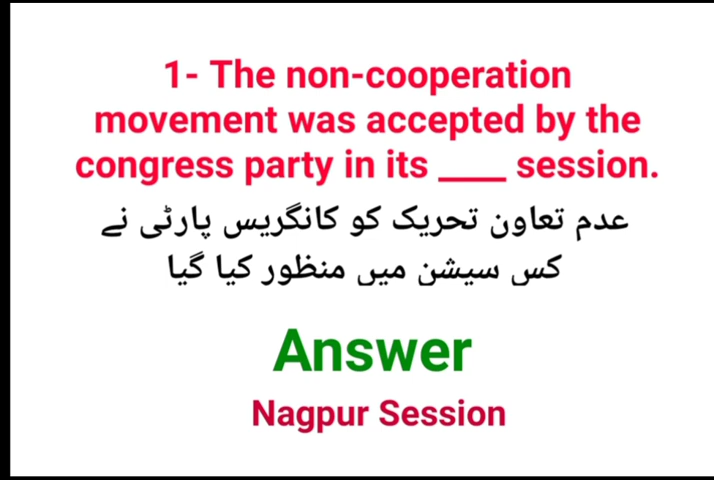 1- The non-cooperation
movement was accepted by the
congress party in its ____ session.
عدم تعاون تحریک کو کانگریس پارٹی نے
کس سیشن میں منظور کیا گیا
Answer
Nagpur Session